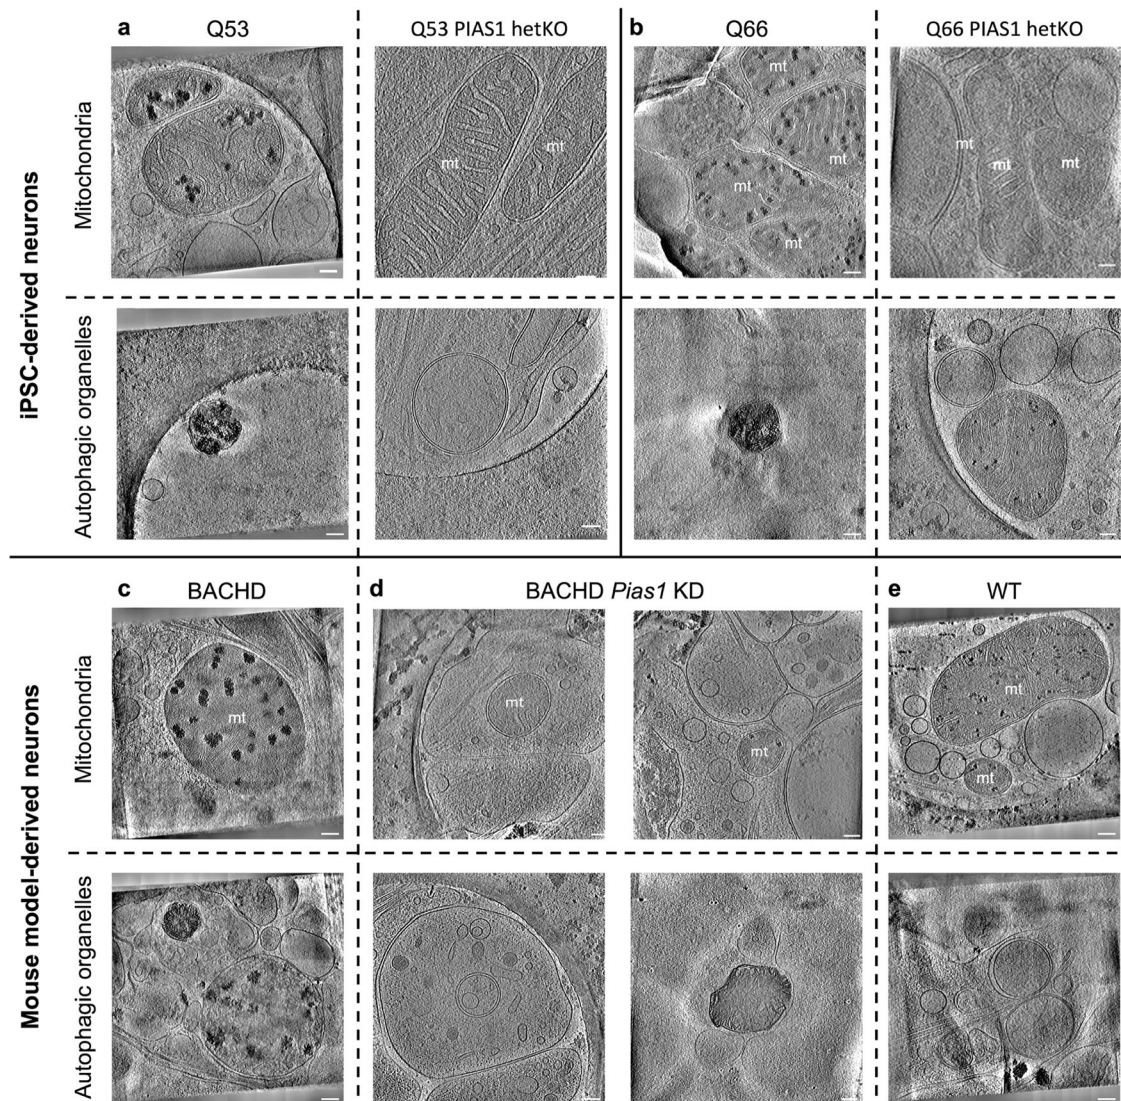 a Q53
Q53 PIAS1 hetKO
b Q66
Q66 PIAS1 hetKO
iPSC-derived neurons
Mitochondria
mt
mt
mt
mt
mt
mt
mt
mt
mt
Autophagic organelles
c BACHD
d BACHD Pias1 KD
e WT
Mouse model-derived neurons
Mitochondria
mt
mt
mt
mt
mt
Autophagic organelles